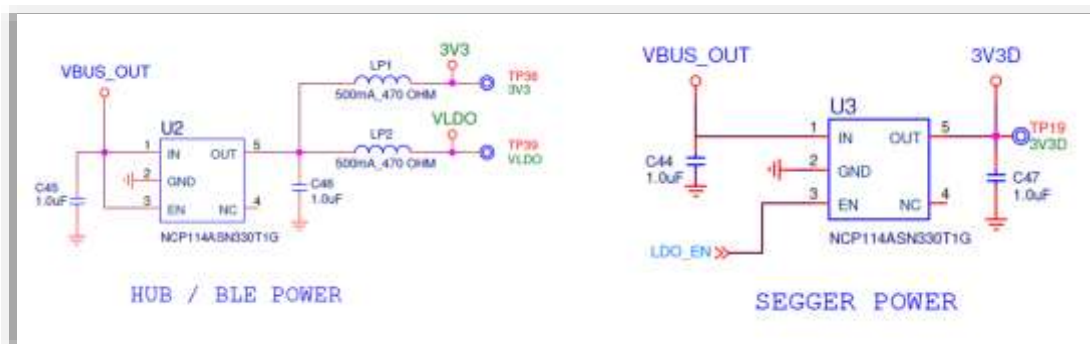 VBUS_OUT
U2
1
IN
OUT
5
2
GND
3
EN
NC
4
NCP114ASN330T1G
C45
1.0uF
C46
1.0uF
LP1
500mA_470 OHM
3V3
TP38
3V3
LP2
500mA_470 OHM
VLDO
TP39
VLDO
HUB / BLE POWER
VBUS_OUT
3V3D
U3
1
IN
OUT
5
TP19
3V3D
C44
1.0uF
2
GND
3
EN
NC
4
C47
1.0uF
NCP114ASN330T1G
LDO_EN
SEGGER POWER